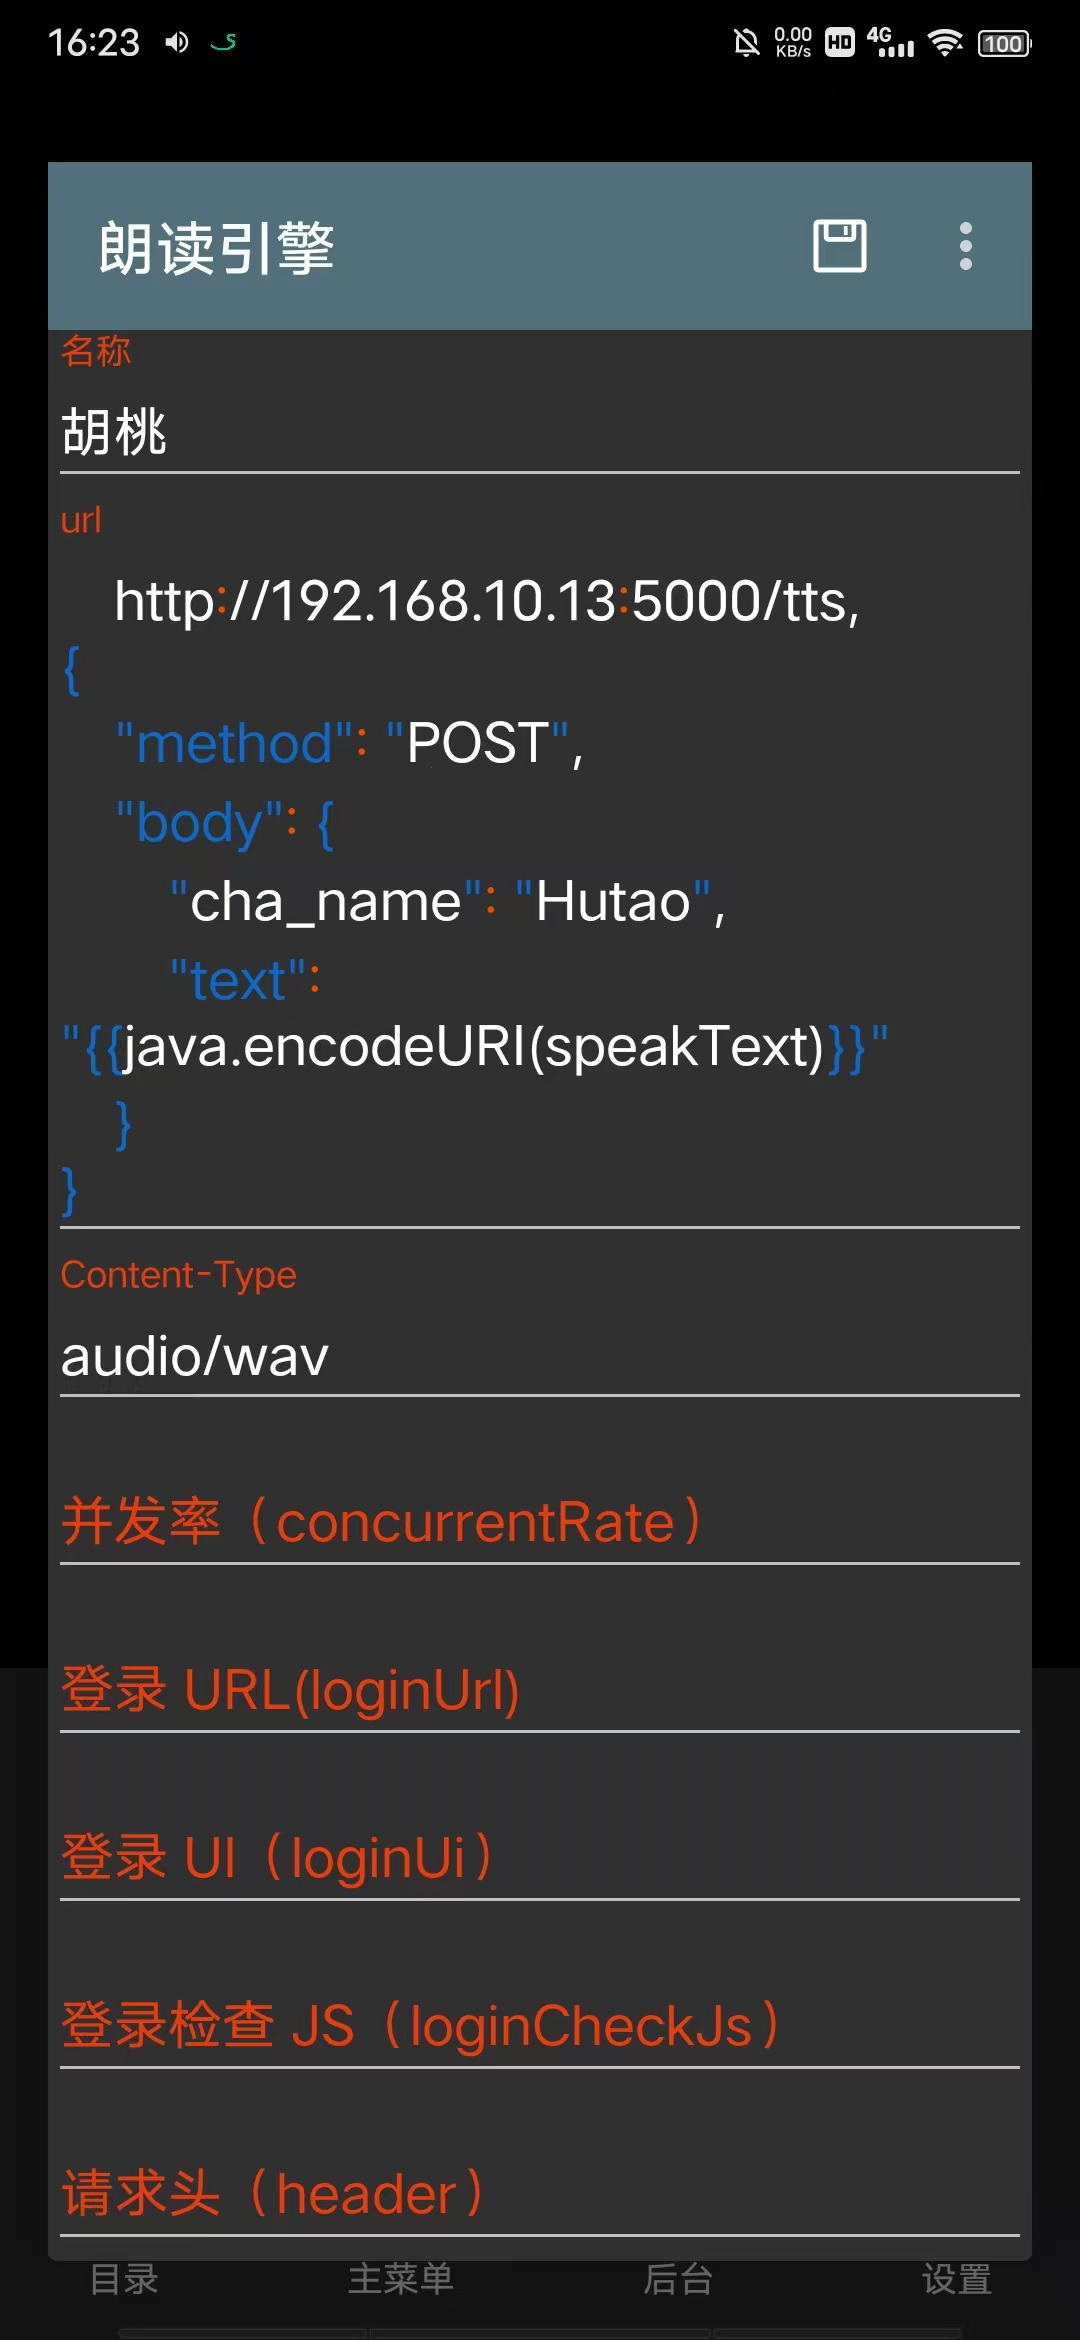 16:23
0.00 KB/s HD 4G 100
朗读引擎
名称
胡桃
url
http://192.168.10.13:5000/tts,
{
"method": "POST",
"body": {
"cha_name": "Hutao",
"text":
"{{java.encodeURI(speakText)}}"
}
}
Content-Type
audio/wav
并发率（concurrentRate）
登录 URL(loginUrl)
登录 UI（loginUi）
登录检查 JS（loginCheckJs）
请求头（header）
目录 主菜单 后台 设置